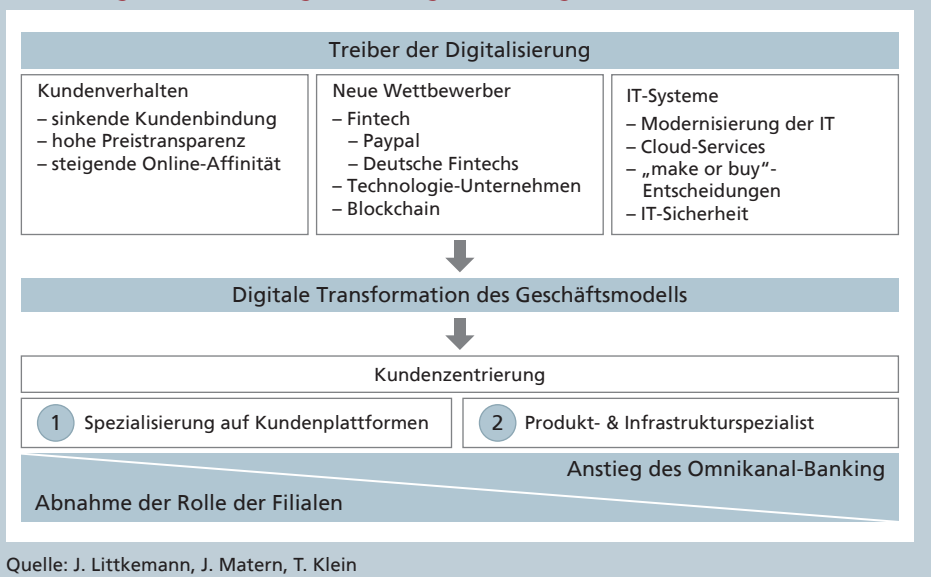 Treiber der Digitalisierung
Kundenverhalten
– sinkende Kundenbindung
– hohe Preistransparenz
– steigende Online-Affinität
Neue Wettbewerber
– Fintech
– Paypal
– Deutsche Fintechs
– Technologie-Unternehmen
– Blockchain
IT-Systeme
– Modernisierung der IT
– Cloud-Services
– „make or buy“-
Entscheidungen
– IT-Sicherheit
Digitale Transformation des Geschäftsmodells
Kundenzentrierung
1 Spezialisierung auf Kundenplattformen
2 Produkt- & Infrastrukturspezialist
Anstieg des Omnikanal-Banking
Abnahme der Rolle der Filialen
Quelle: J. Littkemann, J. Matern, T. Klein